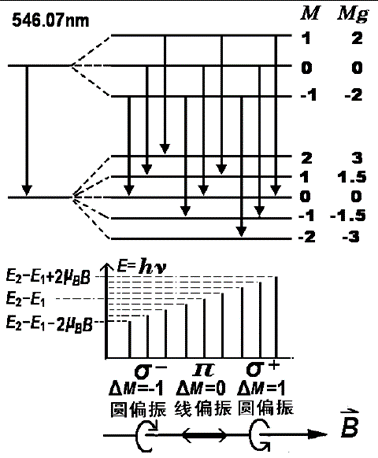 546.07nm
M Mg
1 2
0 0
-1 -2
2 3
1 1.5
0 0
-1 -1.5
-2 -3
E=hν
E₂-E₁+2μ_BB
E₂-E₁
E₂-E₁-2μ_BB
σ⁻ π σ⁺
ΔM=-1 ΔM=0 ΔM=1
圆偏振 线偏振 圆偏振
B⃗